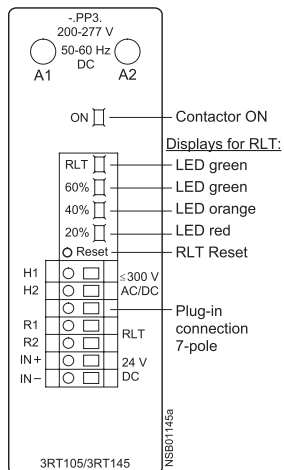 -.PP3.
200-277 V
50-60 Hz
DC
A1
A2
ON
Contactor ON
Displays for RLT:
RLT
LED green
60%
LED green
40%
LED orange
20%
LED red
Reset
RLT Reset
H1
≤300 V
H2
AC/DC
Plug-in
connection
7-pole
R1
RLT
R2
IN+
24 V
IN−
DC
3RT105/3RT145
NSB01145a